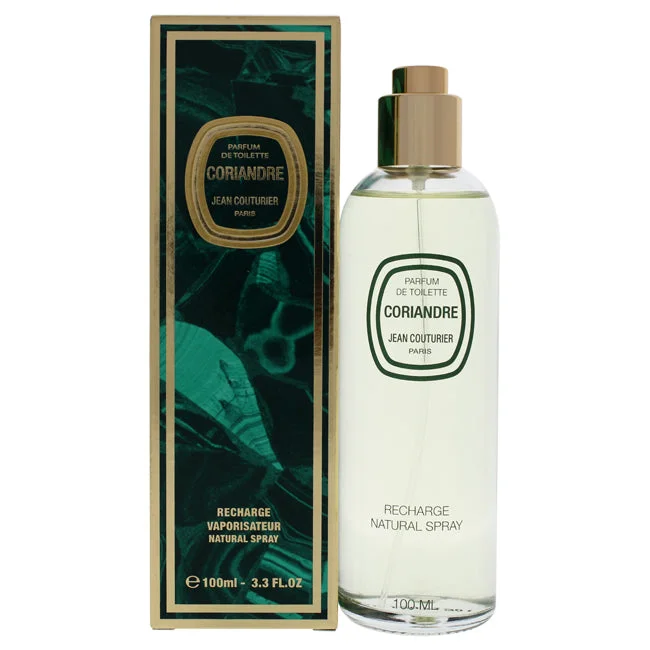 PARFUM
DE TOILETTE
CORIANDRE
JEAN COUTURIER
PARIS
RECHARGE
VAPORISATEUR
NATURAL SPRAY
e 100ml - 3.3 FL.OZ
PARFUM
DE TOILETTE
CORIANDRE
JEAN COUTURIER
PARIS
RECHARGE
NATURAL SPRAY
100 ML